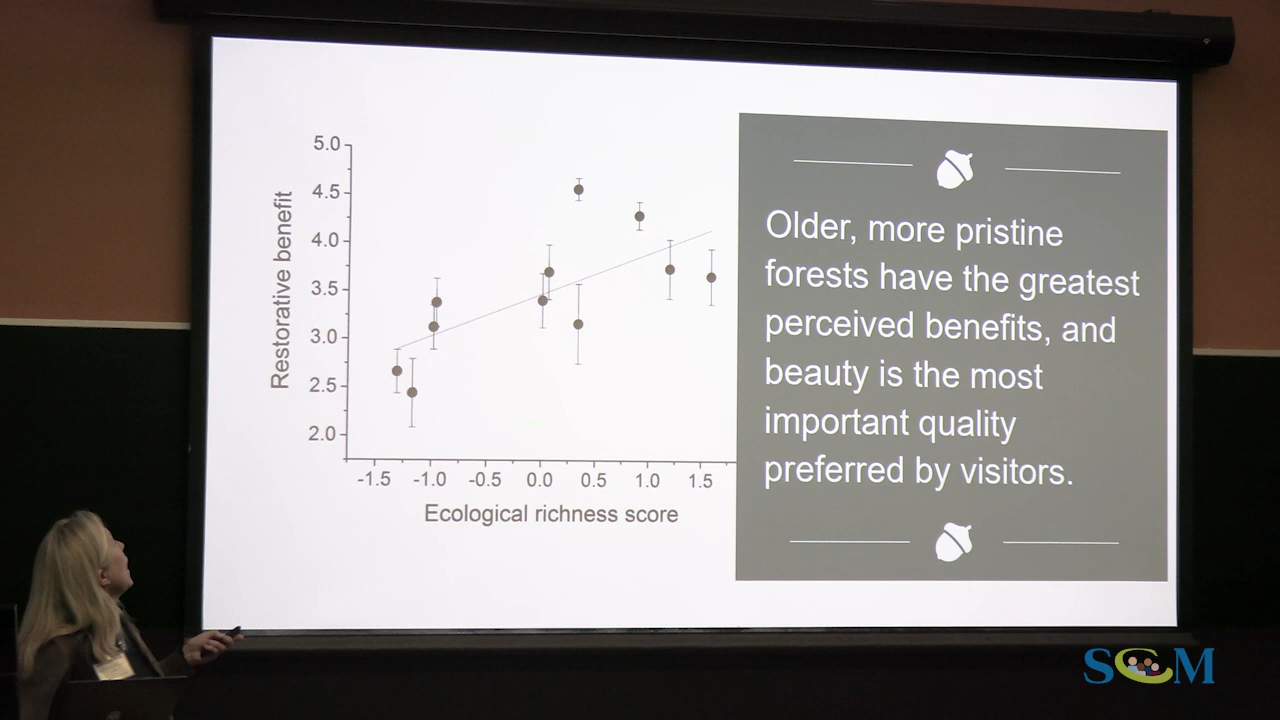 5.0
4.5
4.0
3.5
3.0
2.5
2.0
Restorative benefit
-1.5 -1.0 -0.5 0.0 0.5 1.0 1.5
Ecological richness score
Older, more pristine
forests have the greatest
perceived benefits, and
beauty is the most
important quality
preferred by visitors.
SCM